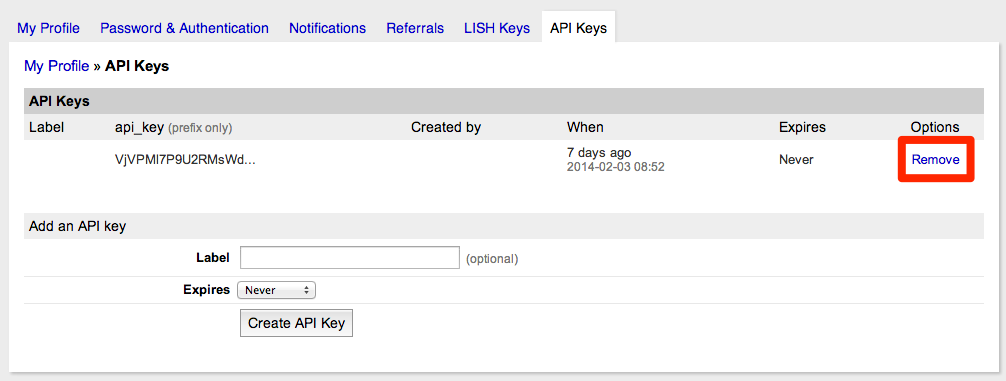 My Profile Password & Authentication Notifications Referrals LISH Keys API Keys
My Profile » API Keys
API Keys
Label api_key (prefix only) Created by When Expires Options
VjVPMl7P9U2RMsWd... 7 days ago Never Remove
2014-02-03 08:52
Add an API key
Label (optional)
Expires Never
Create API Key